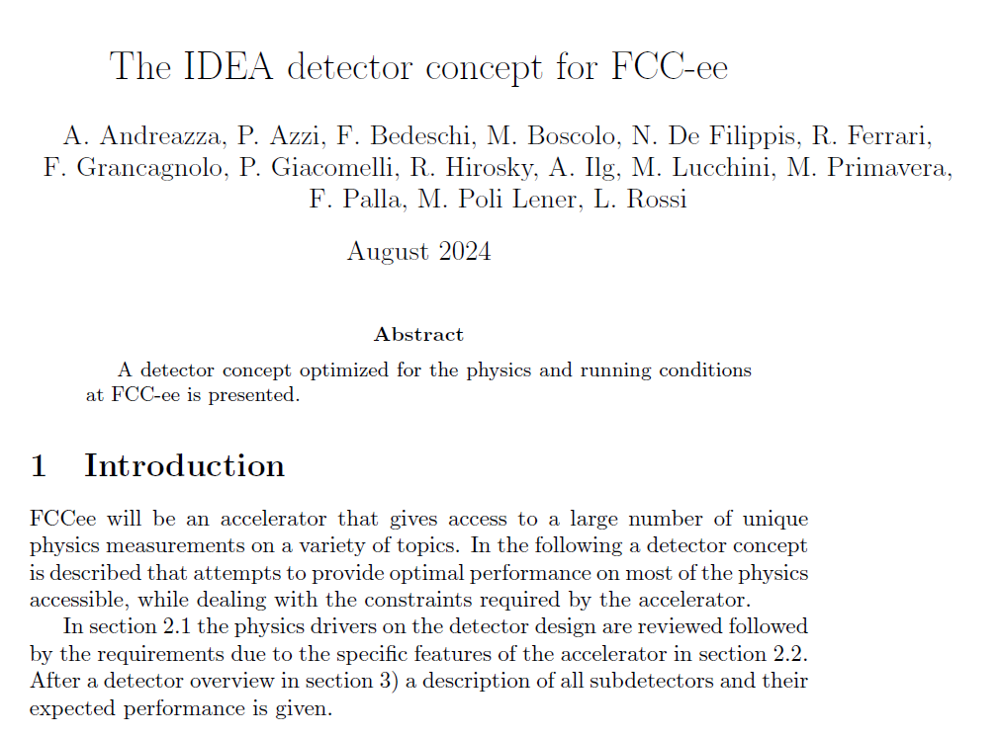 The IDEA detector concept for FCC-ee
A. Andreazza, P. Azzi, F. Bedeschi, M. Boscolo, N. De Filippis, R. Ferrari,
F. Grancagnolo, P. Giacomelli, R. Hirosky, A. Ilg, M. Lucchini, M. Primavera,
F. Palla, M. Poli Lener, L. Rossi
August 2024
Abstract
A detector concept optimized for the physics and running conditions
at FCC-ee is presented.
1 Introduction
FCCee will be an accelerator that gives access to a large number of unique
physics measurements on a variety of topics. In the following a detector concept
is described that attempts to provide optimal performance on most of the physics
accessible, while dealing with the constraints required by the accelerator.
In section 2.1 the physics drivers on the detector design are reviewed followed
by the requirements due to the specific features of the accelerator in section 2.2.
After a detector overview in section 3) a description of all subdetectors and their
expected performance is given.